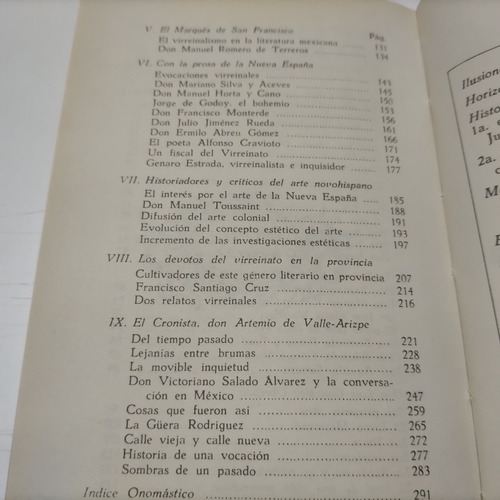 V. El Marqués de San Francisco
Pág.
El virreinalismo en la literatura mexicana ... 131
Don Manuel Romero de Terreros ... 134
VI. Con la prosa de la Nueva España
Evocaciones virreinales ... 143
Don Mariano Silva y Aceves ... 145
Don Manuel Horta y Cano ... 150
Jorge de Godoy, el bohemio ... 153
Don Francisco Monterde ... 156
Don Julio Jiménez Rueda ... 161
Don Ermilo Abreu Gómez ... 166
El poeta Alfonso Cravioto ... 171
Un fiscal del Virreinato ... 174
Genaro Estrada, virreinalista e inquisidor ... 177
VII. Historiadores y críticos del arte novohispano
El interés por el arte de la Nueva España ... 185
Don Manuel Toussaint ... 188
Difusión del arte colonial ... 191
Evolución del concepto estético del arte ... 193
Incremento de las investigaciones estéticas ... 197
VIII. Los devotos del virreinato en la provincia
Cultivadores de este género literario en provincia 207
Francisco Santiago Cruz ... 214
Dos relatos virreinales ... 216
IX. El Cronista, don Artemio de Valle-Arizpe
Del tiempo pasado ... 221
Lejanías entre brumas ... 228
La movible inquietud ... 238
Don Victoriano Salado Álvarez y la conversa-
ción en México ... 247
Cosas que fueron así ... 259
La Güera Rodríguez ... 265
Calle vieja y calle nueva ... 272
Historia de una vocación ... 277
Sombras de un pasado ... 283
Indice Onomástico ... 291
Ilusion
Horizo
Histo
1a. e
Ju
2a.
c
M